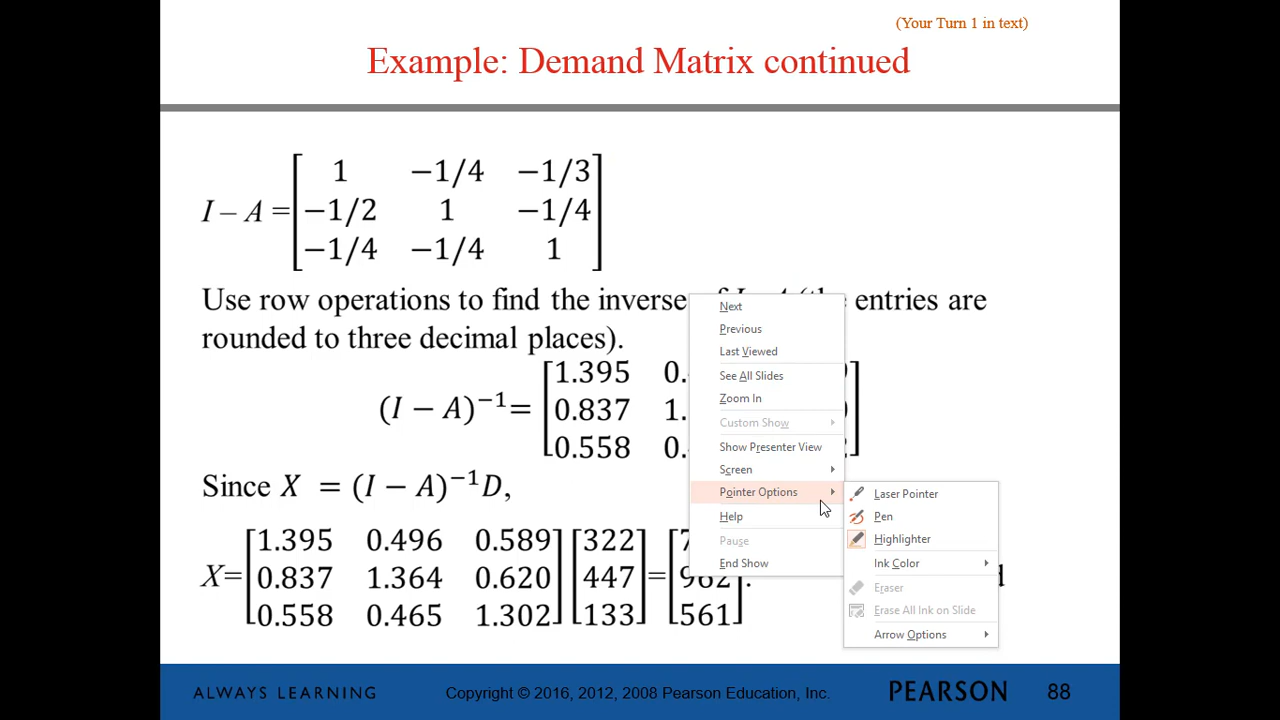 (Your Turn 1 in text)
Example: Demand Matrix continued
I – A = [ 1 −1/4 −1/3
−1/2 1 −1/4
−1/4 −1/4 1 ]
Use row operations to find the inverse of I – A (the entries are
rounded to three decimal places).
(I − A)⁻¹= [ 1.395 0.
0.837 1.
0.558 0. ]
Since X = (I − A)⁻¹D,
X= [ 1.395 0.496 0.589 ] [ 322 ] = [ 7
0.837 1.364 0.620 447 982 .
0.558 0.465 1.302 133 561 ]
Next
Previous
Last Viewed
See All Slides
Zoom In
Custom Show
Show Presenter View
Screen
Pointer Options
Help
Pause
End Show
Laser Pointer
Pen
Highlighter
Ink Color
Eraser
Erase All Ink on Slide
Arrow Options
ALWAYS LEARNING
Copyright © 2016, 2012, 2008 Pearson Education, Inc.
PEARSON
88